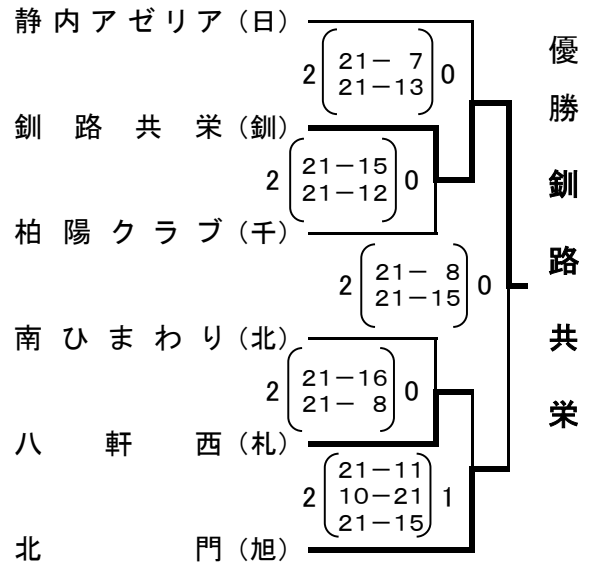 静内アゼリア（日）
2 21－ 7 0
21－13
釧路共栄（釧）
2 21－15 0
21－12
柏陽クラブ（千）
2 21－ 8 0
21－15
南ひまわり（北）
2 21－16 0
21－ 8
八軒西（札）
2 21－11 1
10－21
21－15
北門（旭）
優勝 釧路共栄